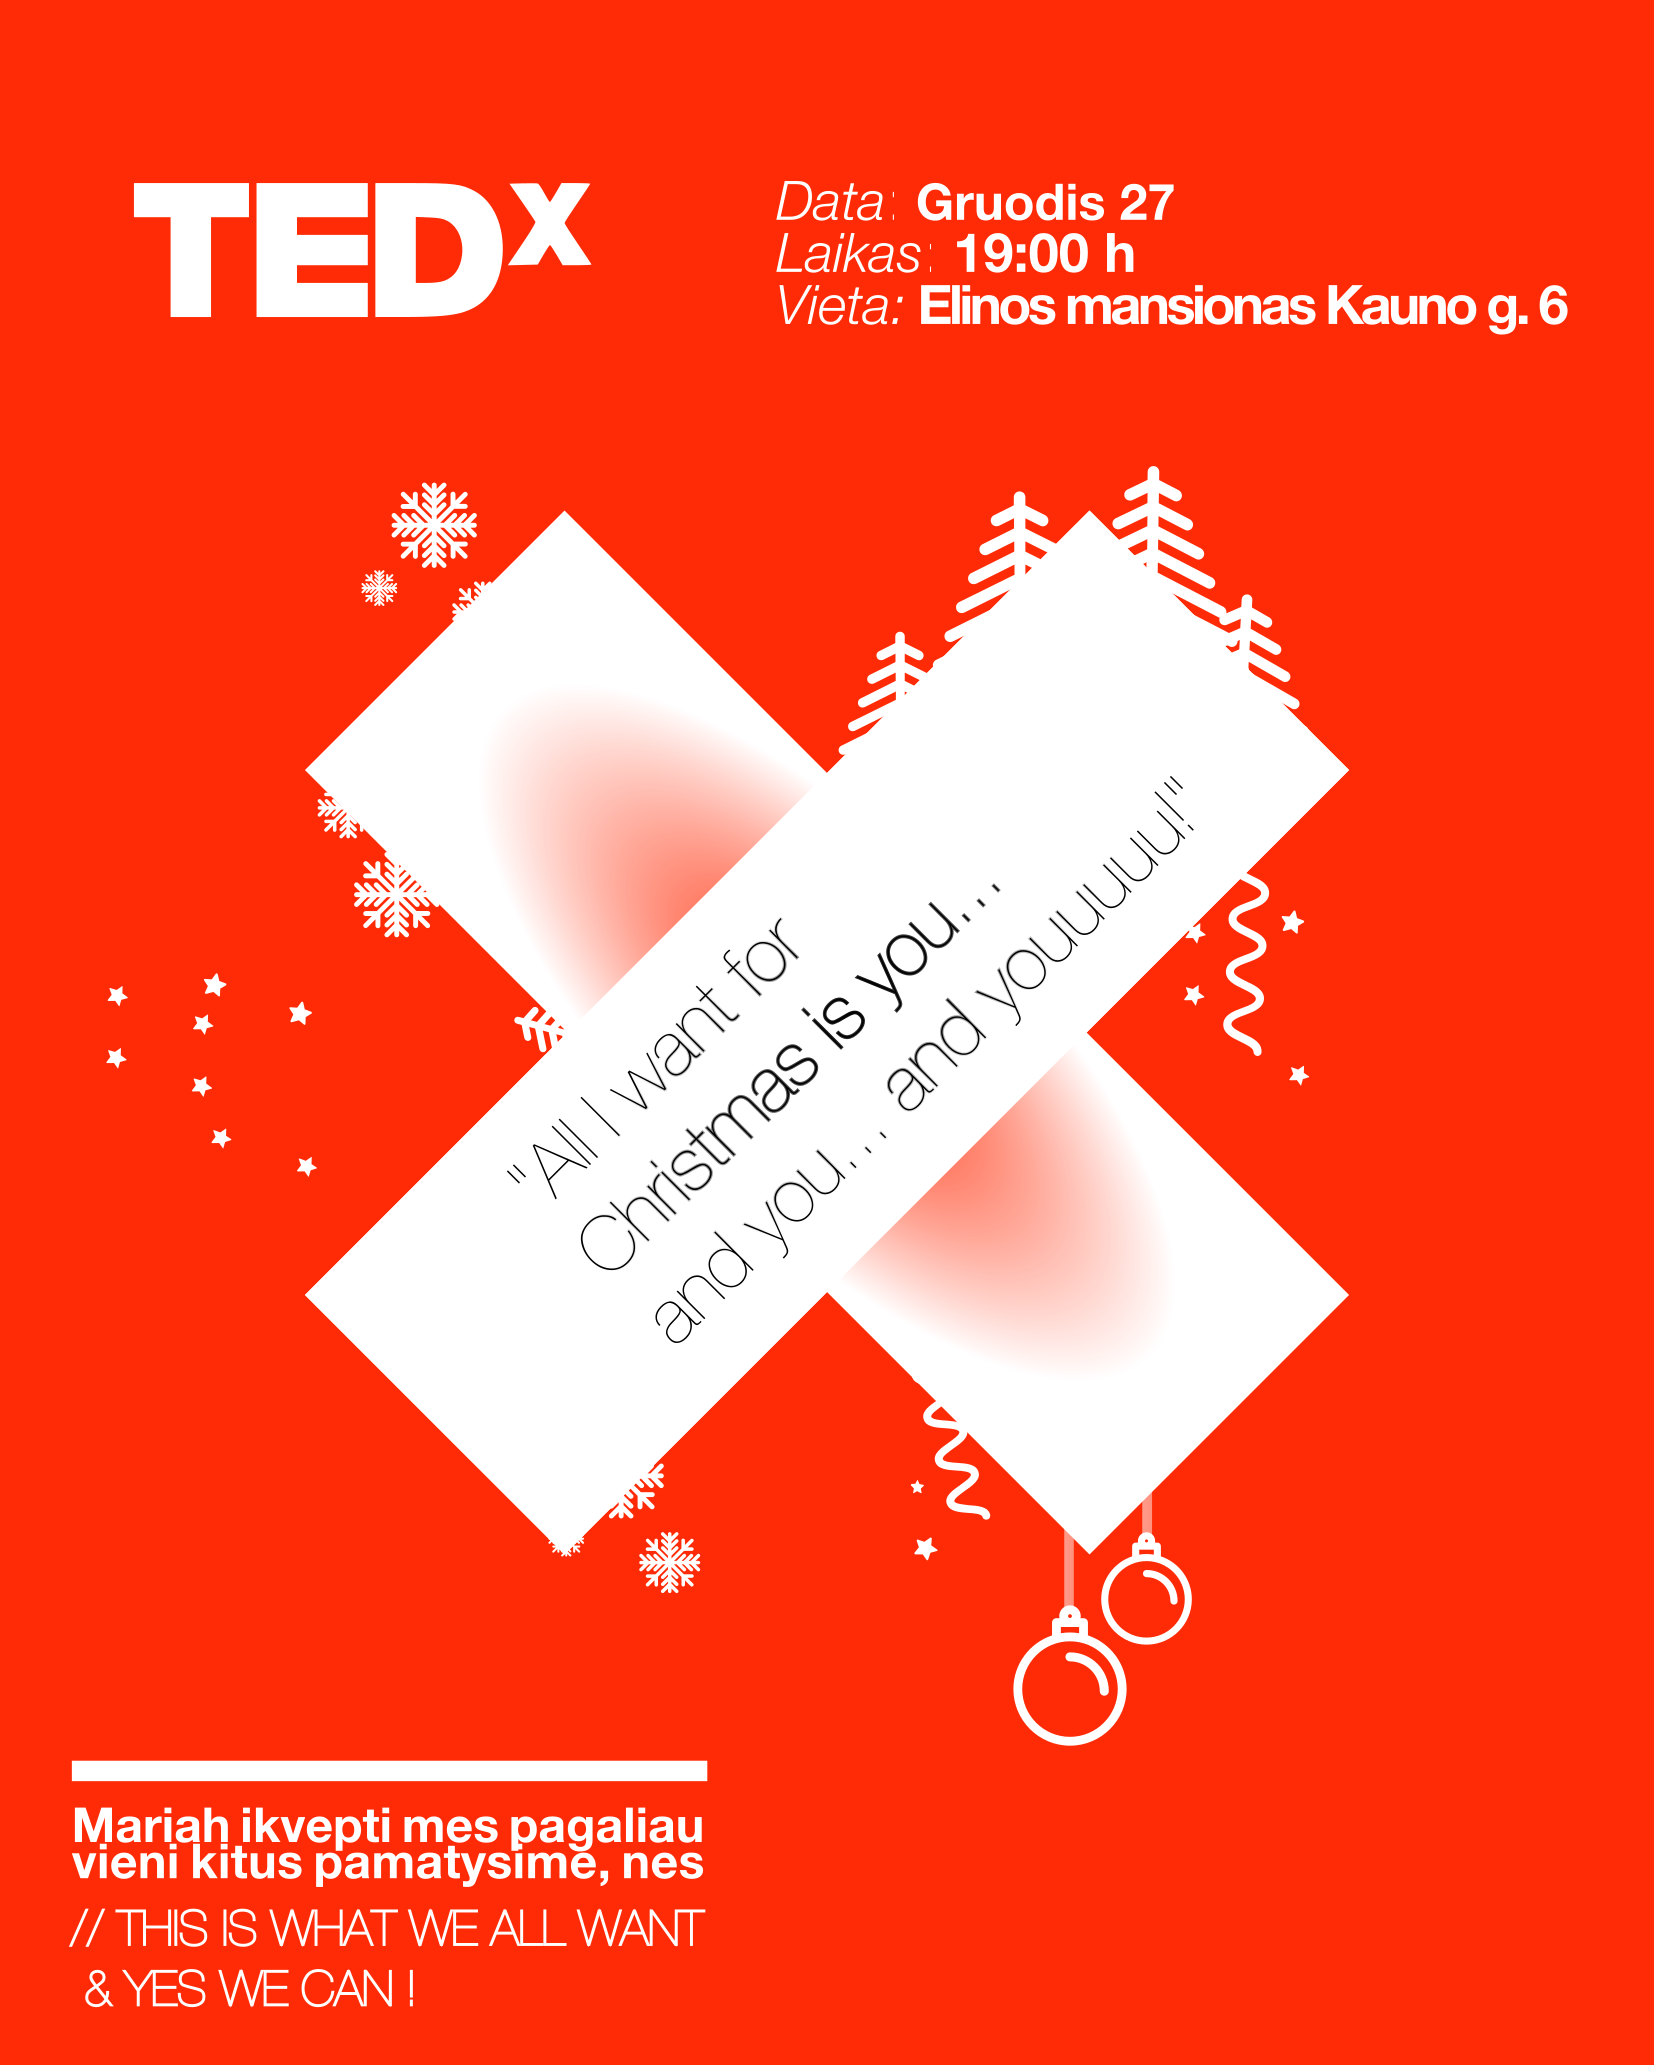 TEDx
Data: Gruodis 27
Laikas: 19:00 h
Vieta: Elinos mansionas Kauno g. 6
"All I want for
Christmas is you...
and you... and youuuuuu!"
Mariah ikvepti mes pagaliau
vieni kitus pamatysime, nes
// THIS IS WHAT WE ALL WANT
& YES WE CAN !